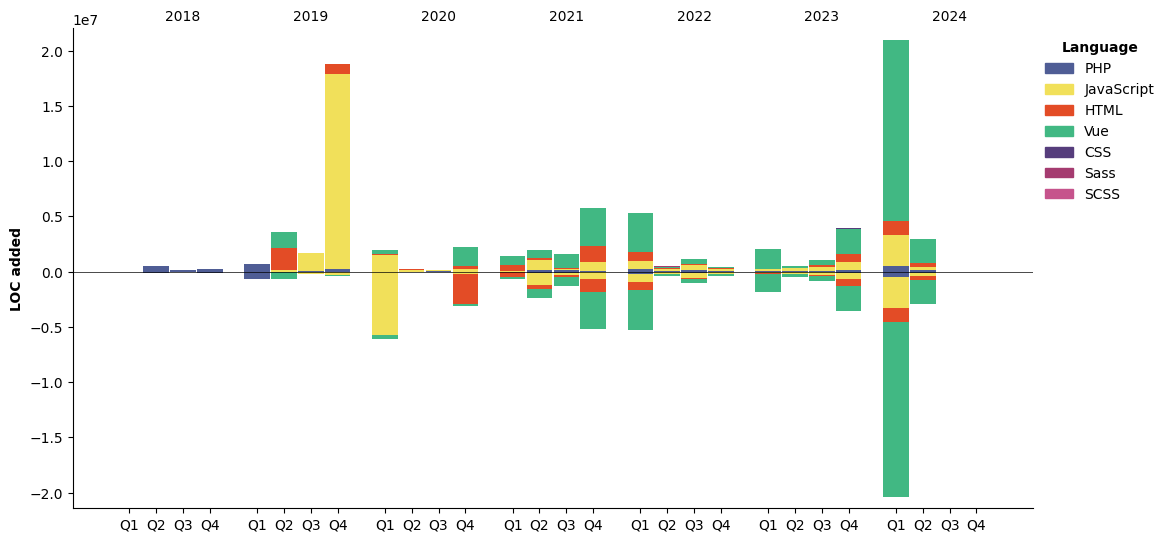 1e7
2018 2019 2020 2021 2022 2023 2024
2.0
1.5
1.0
0.5
0.0
−0.5
−1.0
−1.5
−2.0
LOC added
Q1 Q2 Q3 Q4 Q1 Q2 Q3 Q4 Q1 Q2 Q3 Q4 Q1 Q2 Q3 Q4 Q1 Q2 Q3 Q4 Q1 Q2 Q3 Q4 Q1 Q2 Q3 Q4
Language
PHP
JavaScript
HTML
Vue
CSS
Sass
SCSS